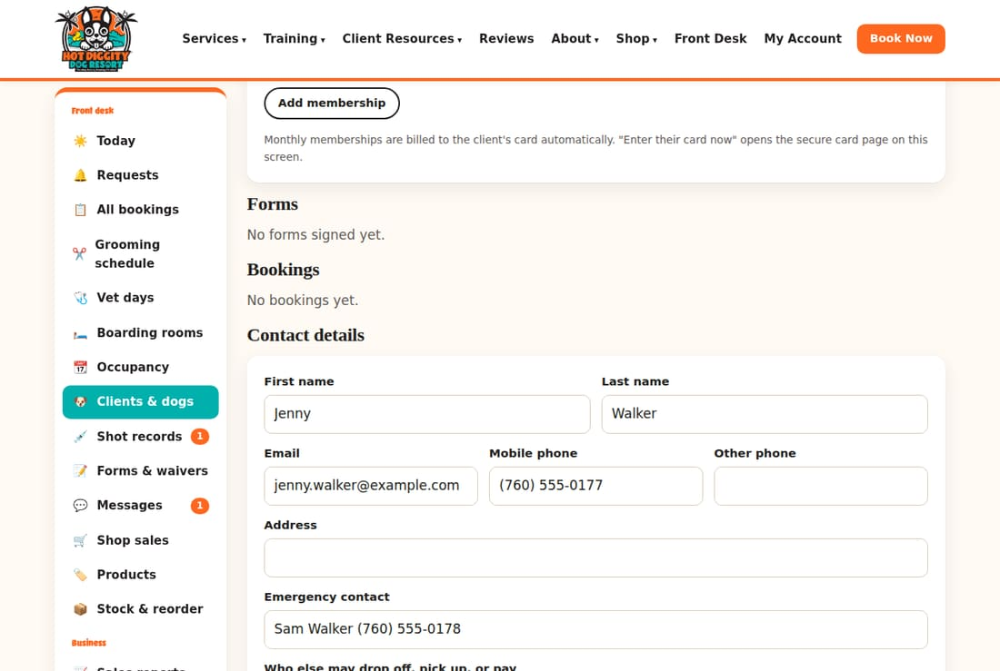 HOT DIGGITY
DOG RESORT
Services ▾
Training ▾
Client Resources ▾
Reviews
About ▾
Shop ▾
Front Desk
My Account
Book Now
Front desk
Today
Requests
All bookings
Grooming
schedule
Vet days
Boarding rooms
Occupancy
Clients & dogs
Shot records 1
Forms & waivers
Messages 1
Shop sales
Products
Stock & reorder
Business
Sales reports
Add membership
Monthly memberships are billed to the client's card automatically. "Enter their card now" opens the secure card page on this
screen.
Forms
No forms signed yet.
Bookings
No bookings yet.
Contact details
First name
Jenny
Last name
Walker
Email
jenny.walker@example.com
Mobile phone
(760) 555-0177
Other phone
Address
Emergency contact
Sam Walker (760) 555-0178
Who else may drop off, pick up, or pay